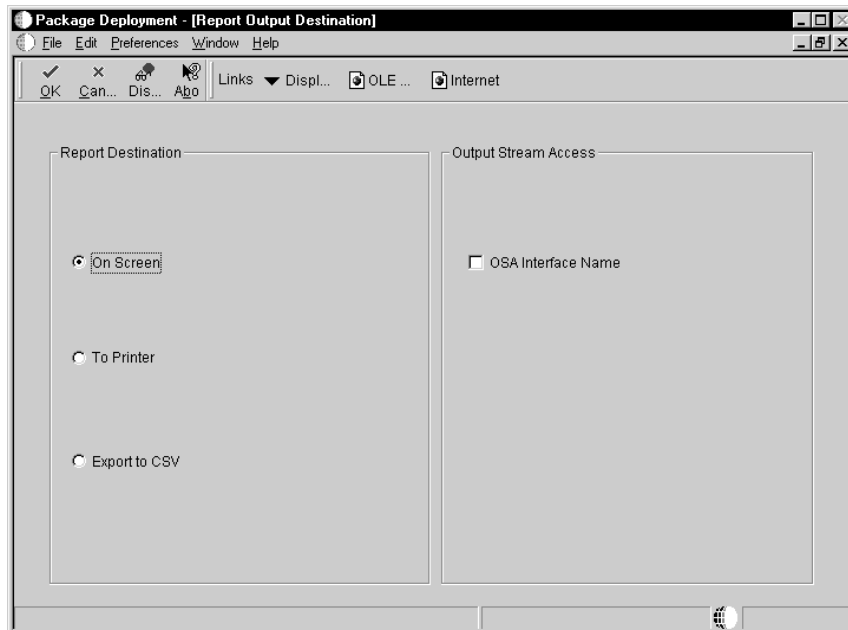 Package Deployment - [Report Output Destination]
File Edit Preferences Window Help
OK Can... Dis... Abo Links Displ... OLE ... Internet
Report Destination
Output Stream Access
On Screen
OSA Interface Name
To Printer
Export to CSV